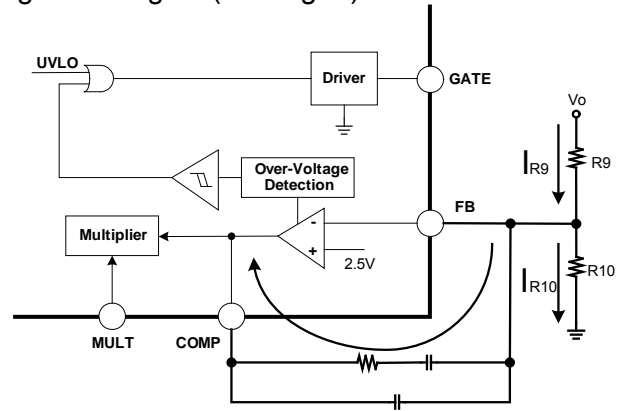 UVLO
Driver
GATE
Vo
IR9
R9
Over-Voltage
Detection
FB
Multiplier
-
+
2.5V
IR10
R10
MULT
COMP